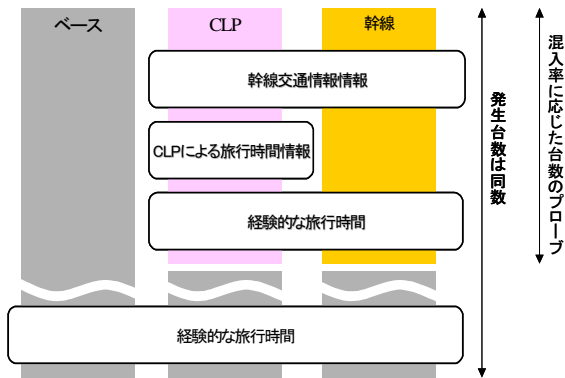 ベース
CLP
幹線
幹線交通情報情報
CLPによる旅行時間情報
経験的な旅行時間
経験的な旅行時間
発生台数は同数
混入率に応じた台数のプローブ